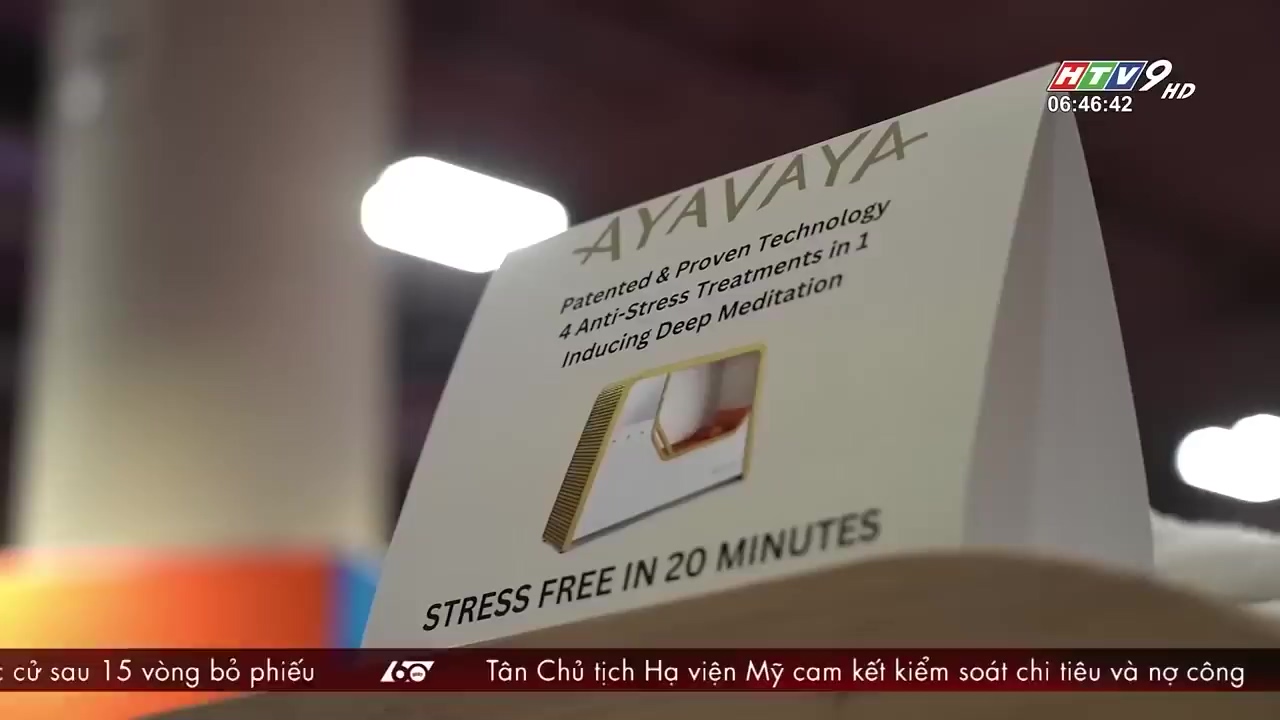 HTV9 HD
06:46:42
AYAVAYA
Patented & Proven Technology
4 Anti-Stress Treatments in 1
Inducing Deep Meditation
STRESS FREE IN 20 MINUTES
cử sau 15 vòng bỏ phiếu
60
Tân Chủ tịch Hạ viện Mỹ cam kết kiểm soát chi tiêu và nợ công